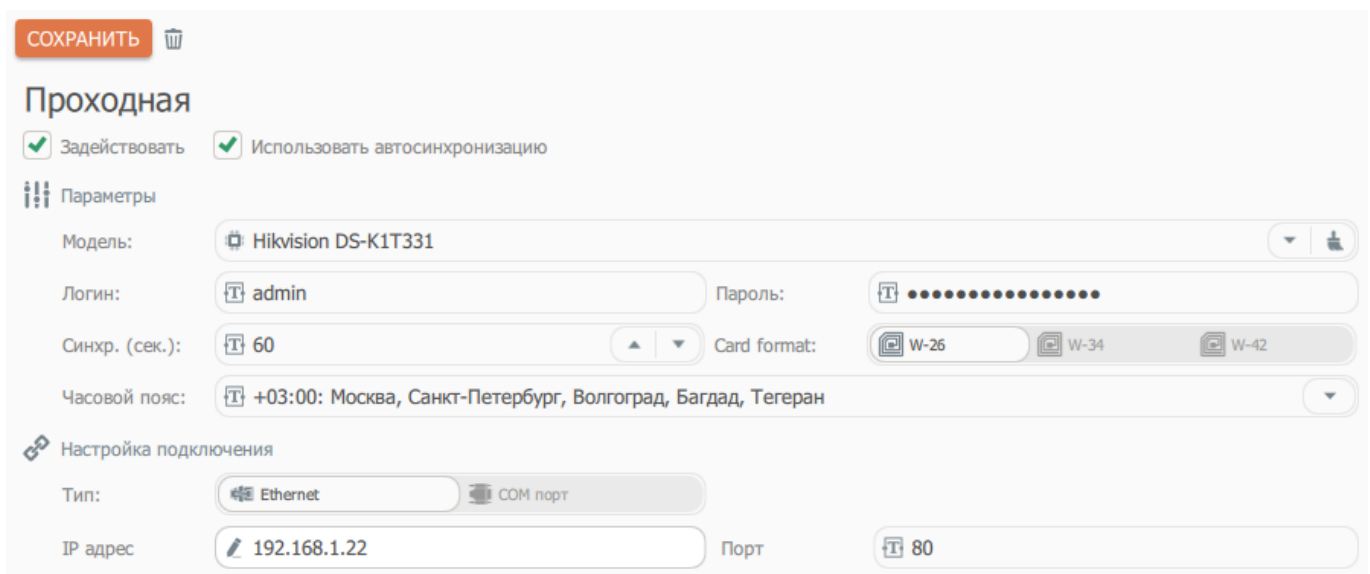 СОХРАНИТЬ
Проходная
Задействовать Использовать автосинхронизацию
Параметры
Модель: Hikvision DS-K1T331
Логин: admin Пароль: ●●●●●●●●●●●●●●●●
Синхр. (сек.): 60 Card format: W-26 W-34 W-42
Часовой пояс: +03:00: Москва, Санкт-Петербург, Волгоград, Багдад, Тегеран
Настройка подключения
Тип: Ethernet COM порт
IP адрес 192.168.1.22 Порт 80